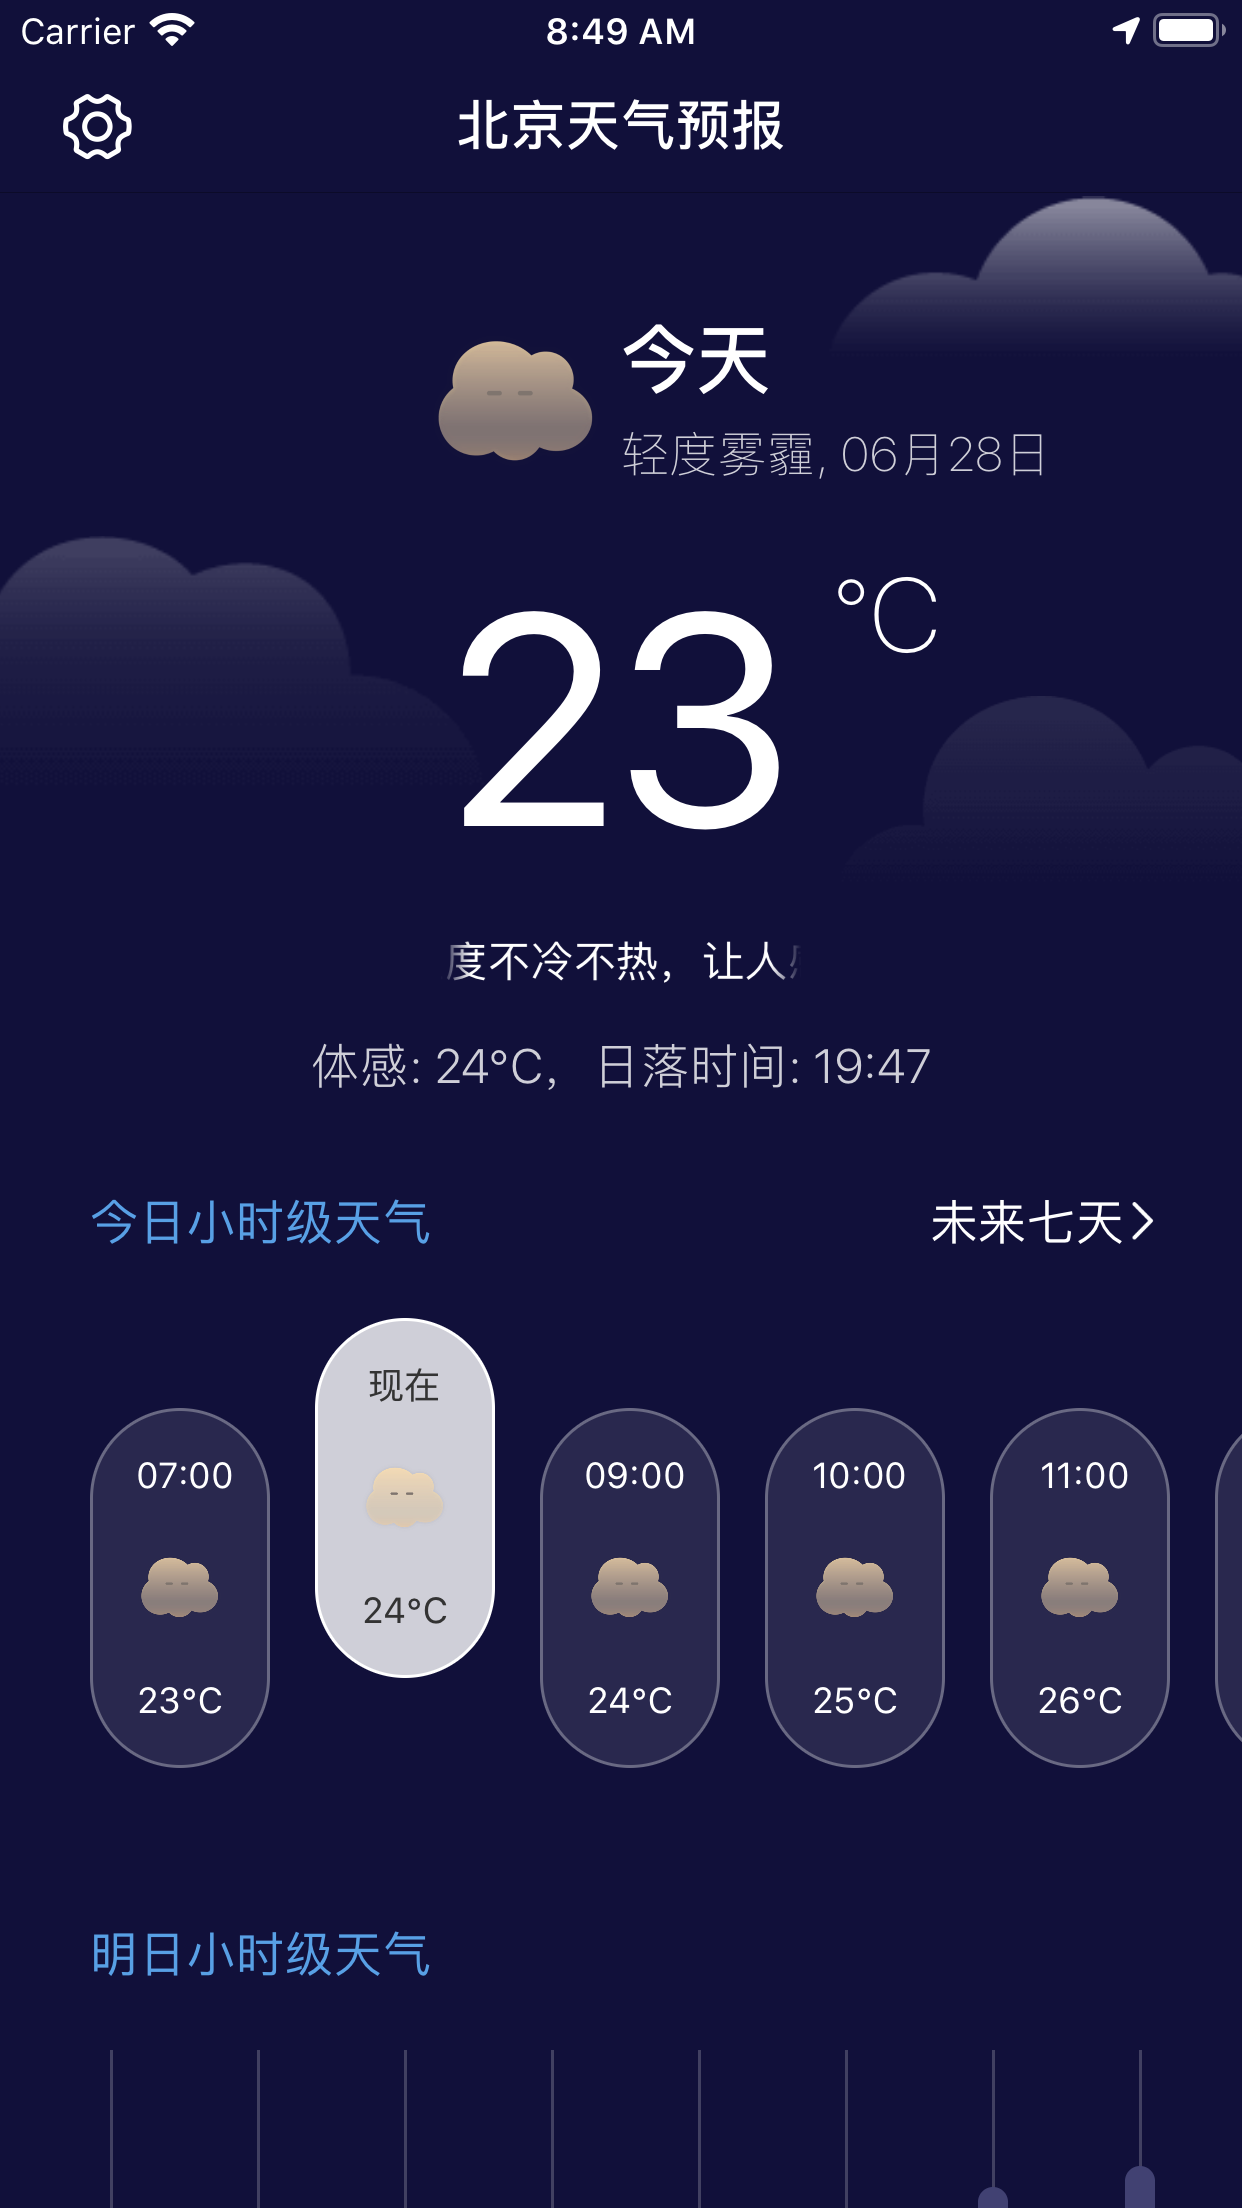 Carrier 8:49 AM
北京天气预报
今天
轻度雾霾, 06月28日
23 °C
度不冷不热，让人
体感: 24°C，日落时间: 19:47
今日小时级天气 未来七天
07:00 现在 09:00 10:00 11:00
23°C 24°C 24°C 25°C 26°C
明日小时级天气